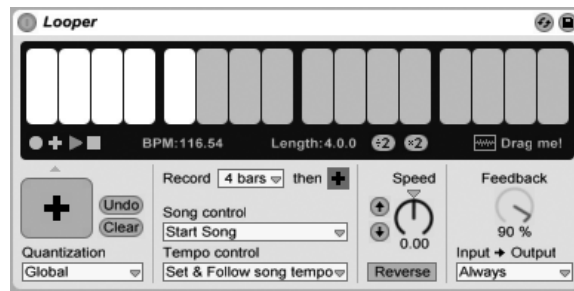 Looper
BPM:116.54 Length:4.0.0 ÷2 ×2 Drag me!
Record 4 bars then Speed Feedback
Undo
Clear
Song control
Start Song
0.00 90 %
Quantization Tempo control Input → Output
Global Set & Follow song tempo Reverse Always